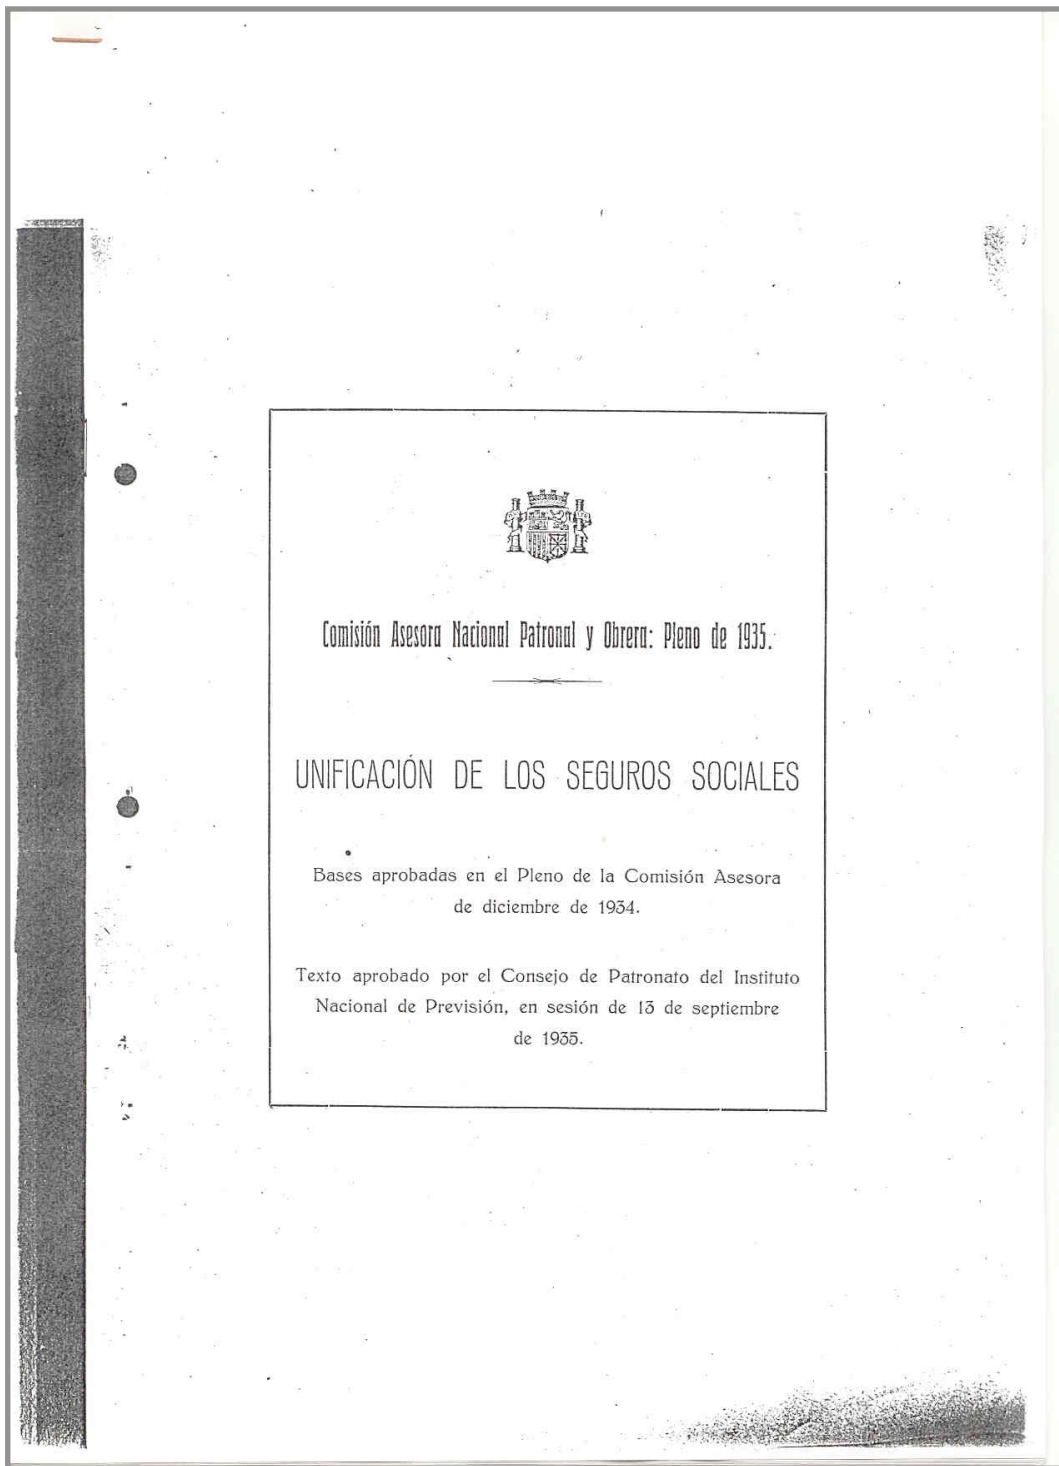 Comisión Asesora Nacional Patronal y Obrera: Pleno de 1935.
UNIFICACIÓN DE LOS SEGUROS SOCIALES
Bases aprobadas en el Pleno de la Comisión Asesora
de diciembre de 1934.
Texto aprobado por el Consejo de Patronato del Instituto
Nacional de Previsión, en sesión de 13 de septiembre
de 1935.